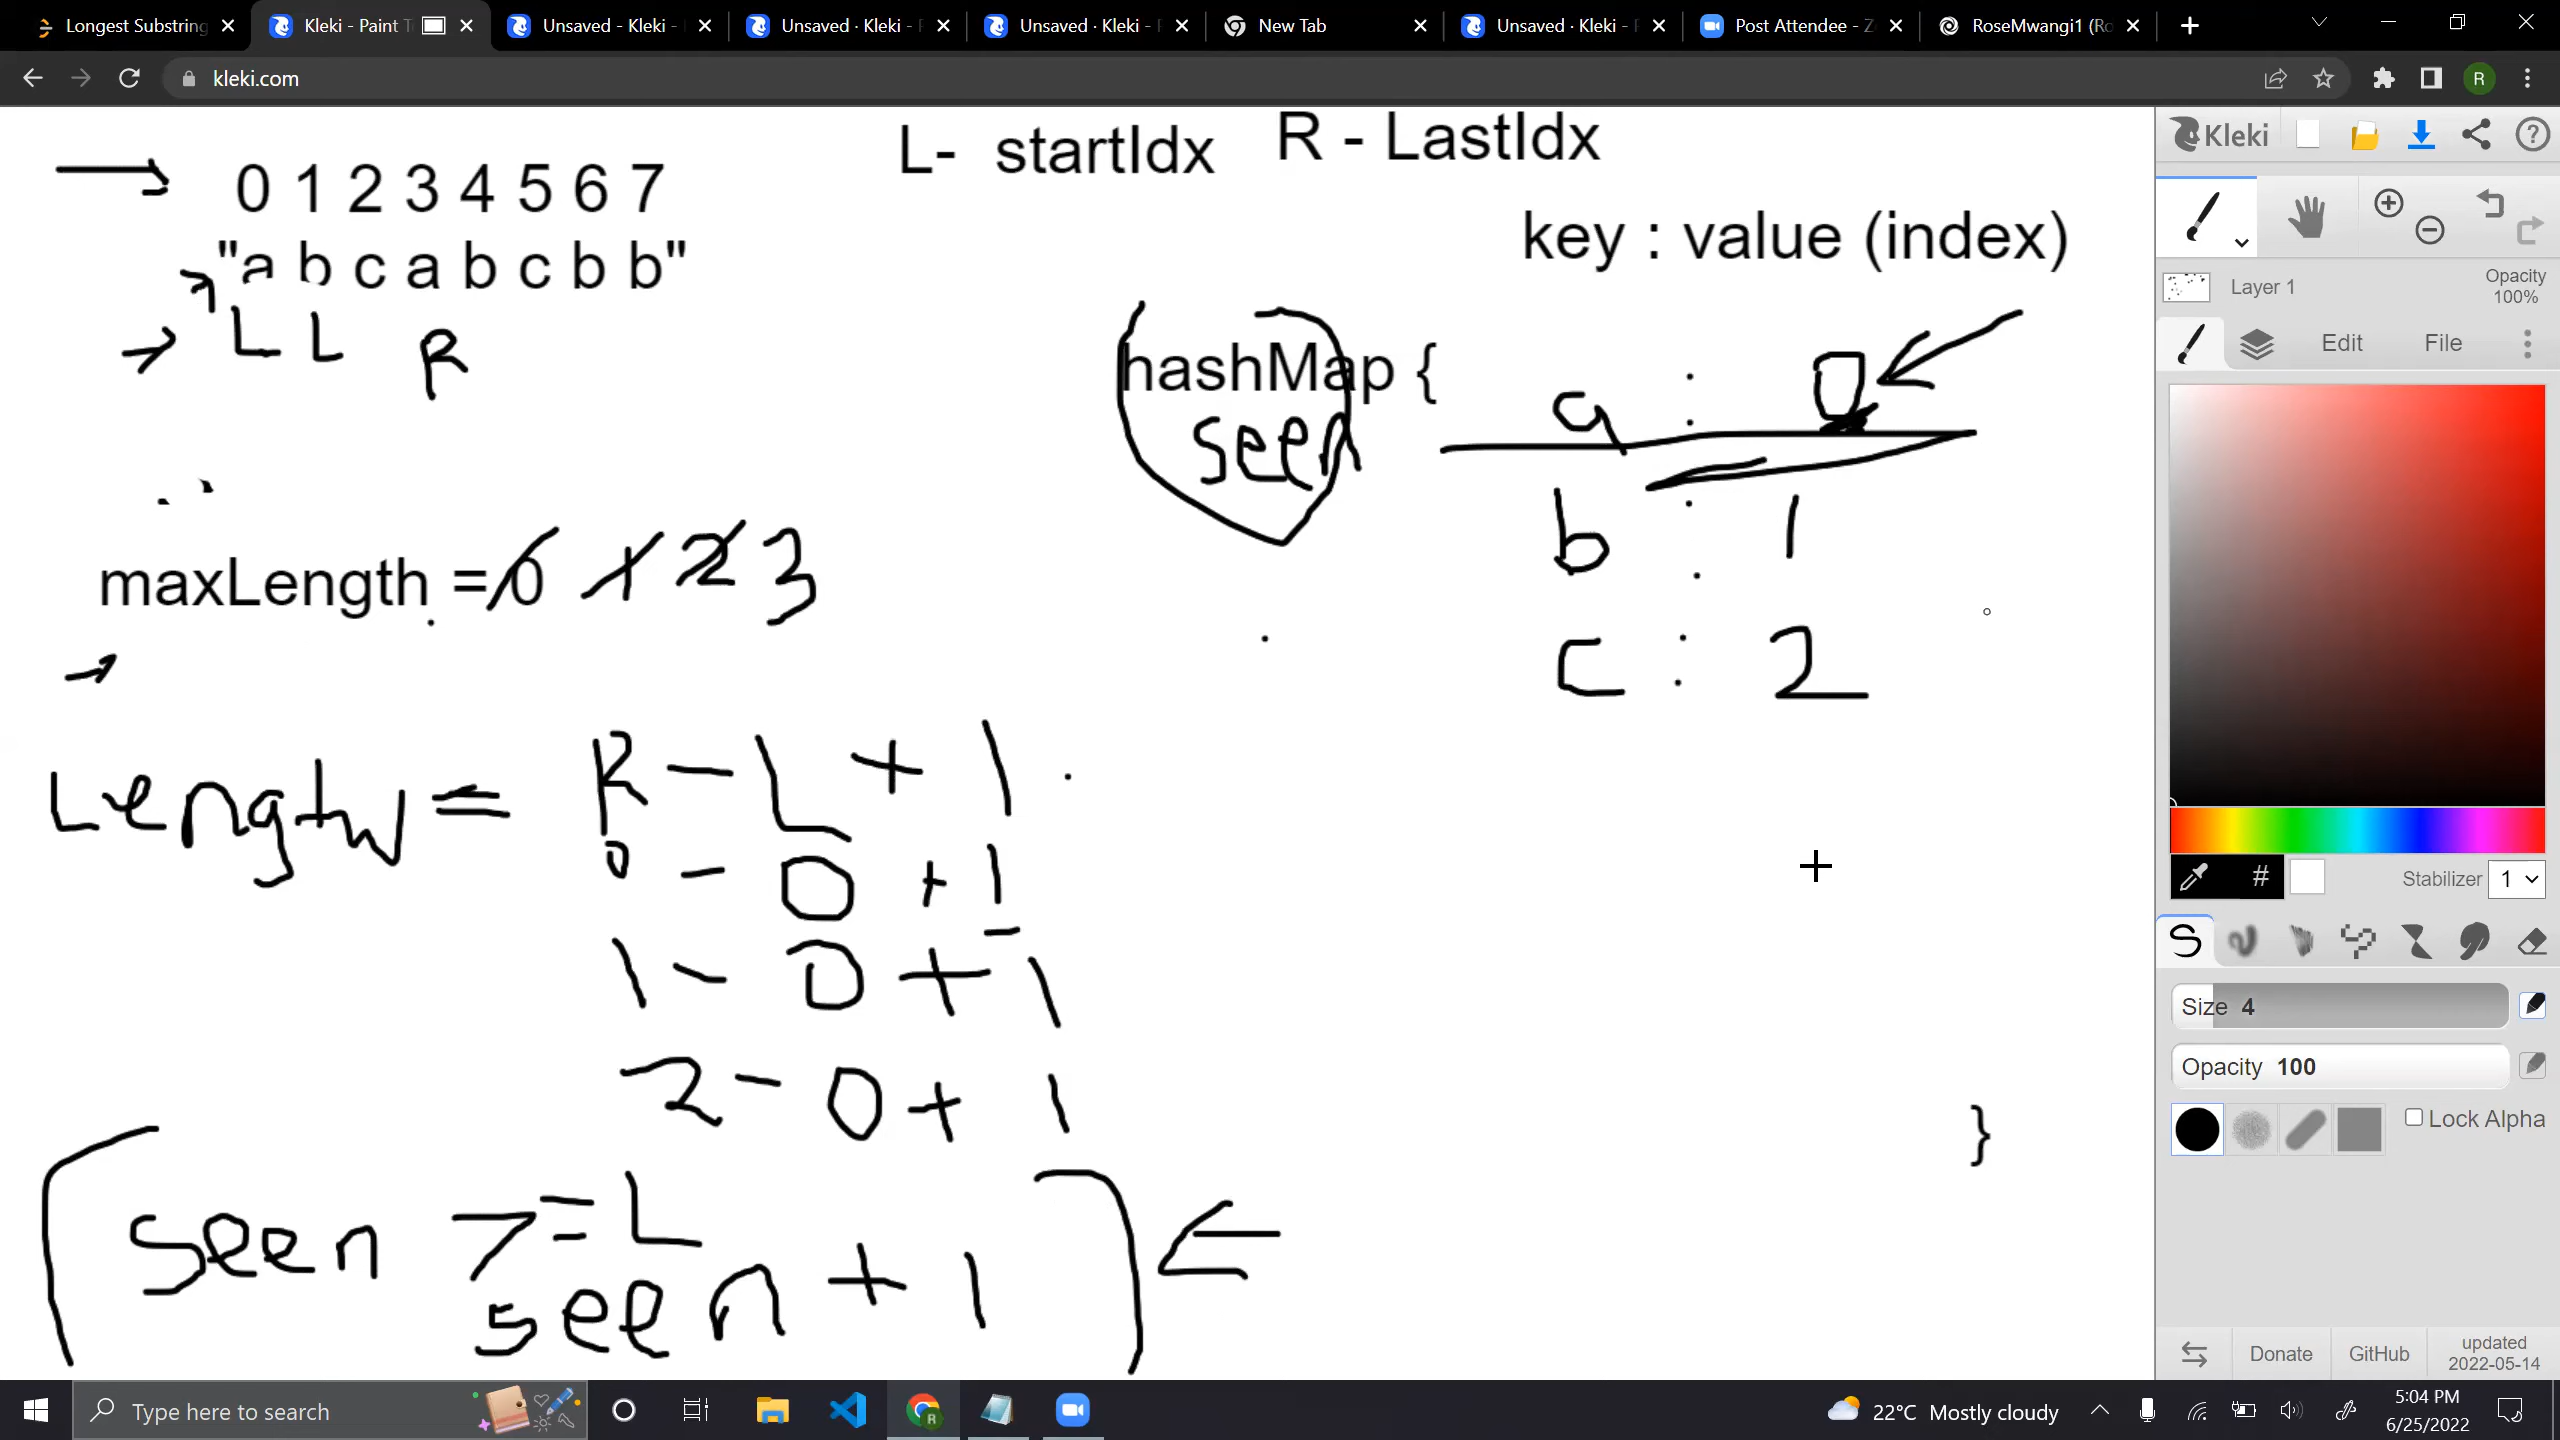 Longest Substring
Kleki - Paint T
Unsaved - Kleki -
Unsaved · Kleki -
Unsaved · Kleki -
New Tab
Unsaved · Kleki -
Post Attendee - Z
RoseMwangi1 (Ro
kleki.com
R
L- startIdx R - LastIdx
0 1 2 3 4 5 6 7
"a b c a b c b b"
L L R
key : value (index)
hashMap { a : 0
seen
b : 1
c : 2
maxLength = 0 1 2 3
Length = R - L + 1
0 - 0 + 1
1 - 0 + 1
2 - 0 + 1
}
seen >= L
seen + 1
Kleki
Layer 1
Opacity
100%
Edit
File
#
Stabilizer 1
Size 4
Opacity 100
Lock Alpha
Donate
GitHub
updated
2022-05-14
Type here to search
22°C Mostly cloudy
5:04 PM
6/25/2022